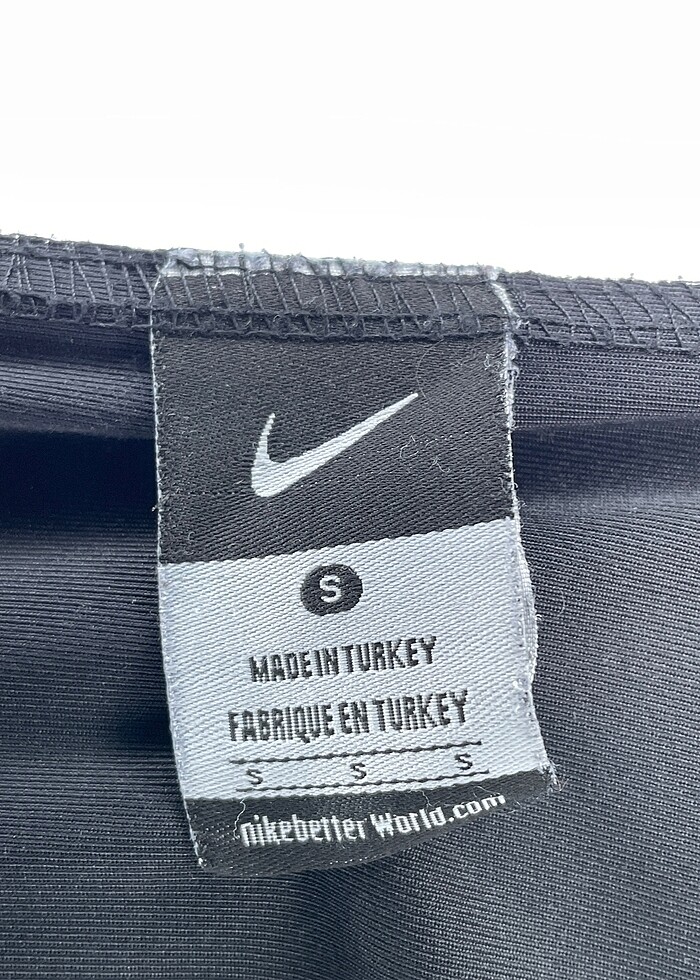 S
MADE IN TURKEY
FABRIQUE EN TURKEY
S S S
nikebetterWorld.com